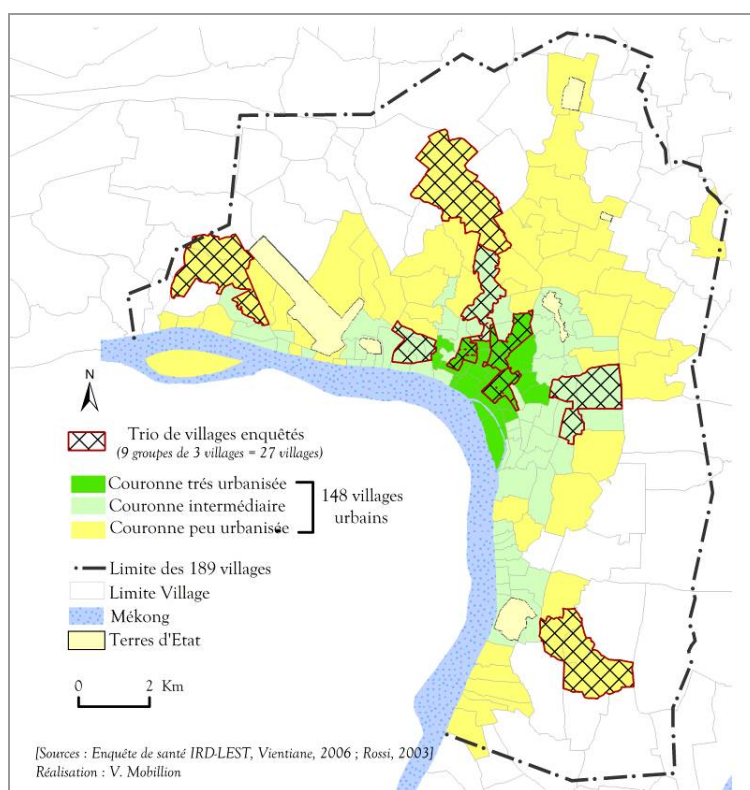 N
Trio de villages enquêtés
(9 groupes de 3 villages = 27 villages)
Couronne trés urbanisée
Couronne intermédiaire
Couronne peu urbanisée
148 villages
urbains
Limite des 189 villages
Limite Village
Mékong
Terres d'Etat
0 2 Km
[Sources : Enquête de santé IRD-LEST, Vientiane, 2006 ; Rossi, 2003]
Réalisation : V. Mobillion